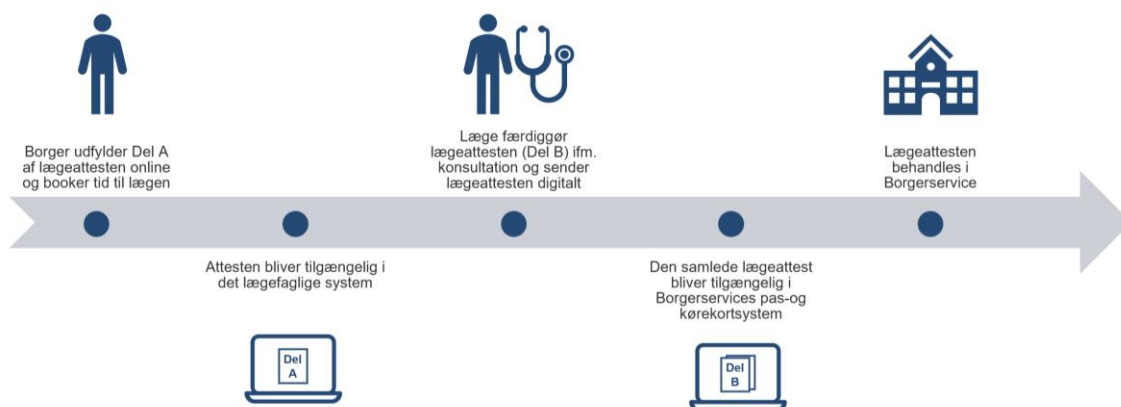 Borger udfylder Del A
af lægeattesten online
og booker tid til lægen
Attesten bliver tilgængelig i
det lægefaglige system
Del
A
Læge færdiggør
lægeattesten (Del B) ifm.
konsultation og sender
lægeattesten digitalt
Den samlede lægeattest
bliver tilgængelig i
Borgerservices pas-og
kørekortsystem
Del
B
Lægeattesten
behandles i
Borgerservice